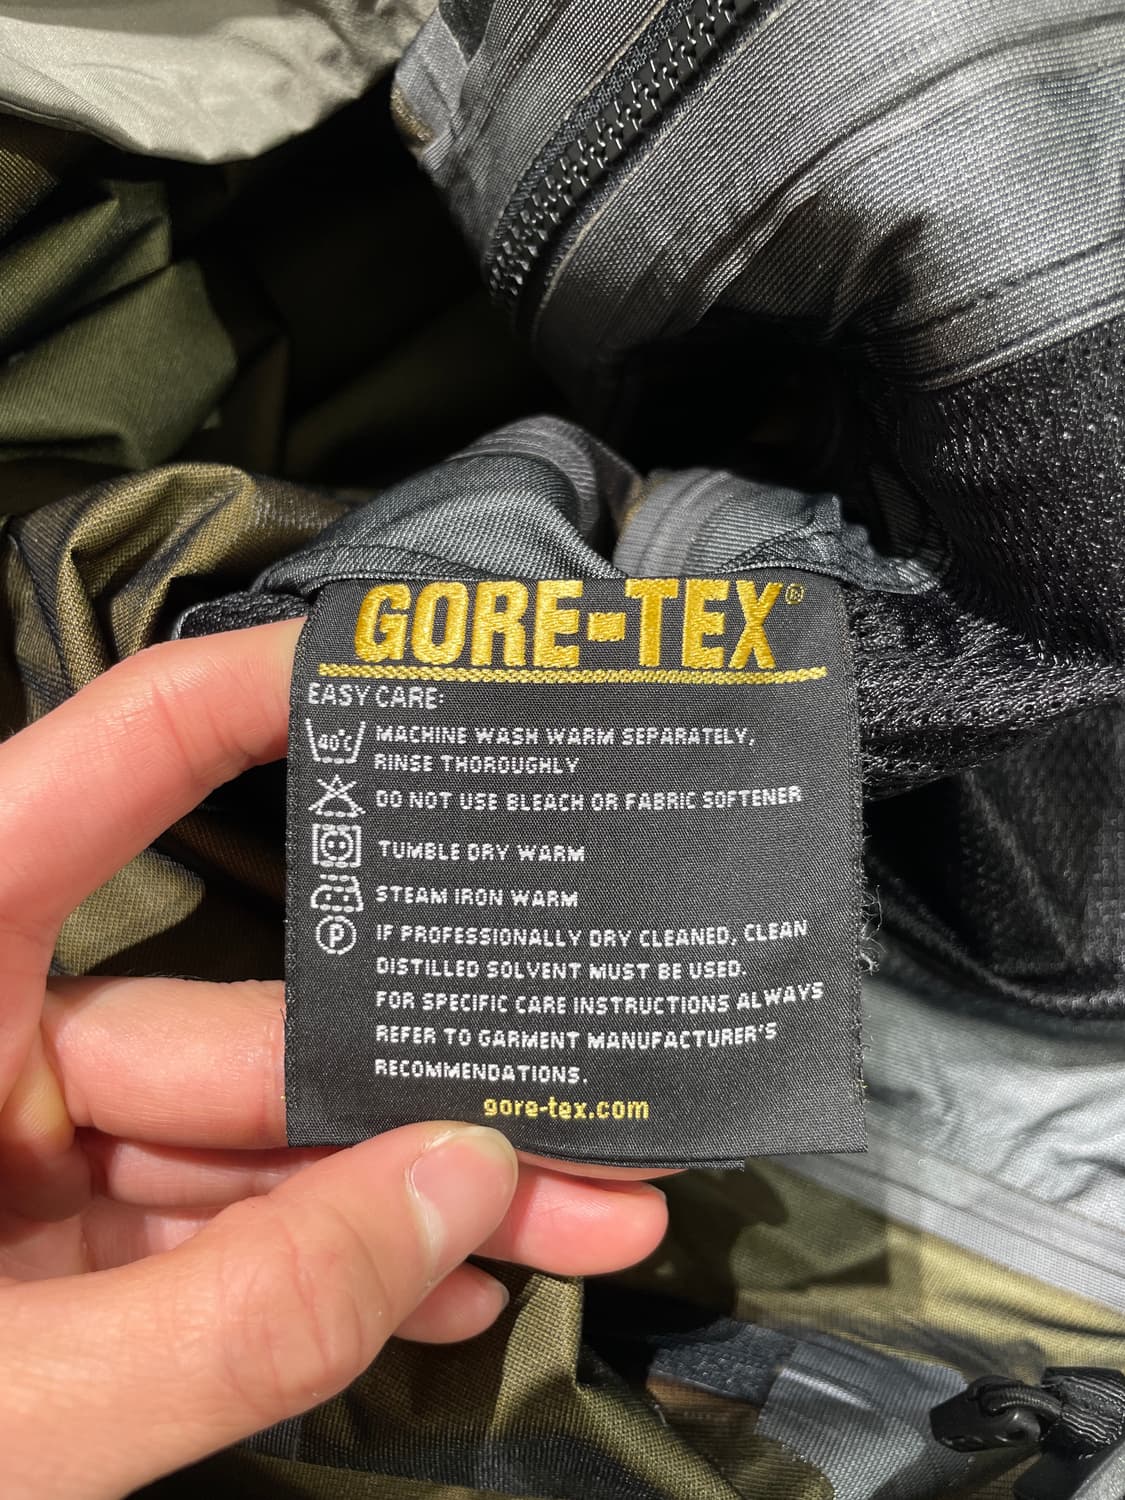 GORE-TEX®
EASY CARE:
40°C MACHINE WASH WARM SEPARATELY,
RINSE THOROUGHLY
DO NOT USE BLEACH OR FABRIC SOFTENER
TUMBLE DRY WARM
STEAM IRON WARM
P IF PROFESSIONALLY DRY CLEANED, CLEAN
DISTILLED SOLVENT MUST BE USED.
FOR SPECIFIC CARE INSTRUCTIONS ALWAYS
REFER TO GARMENT MANUFACTURER'S
RECOMMENDATIONS.
gore-tex.com